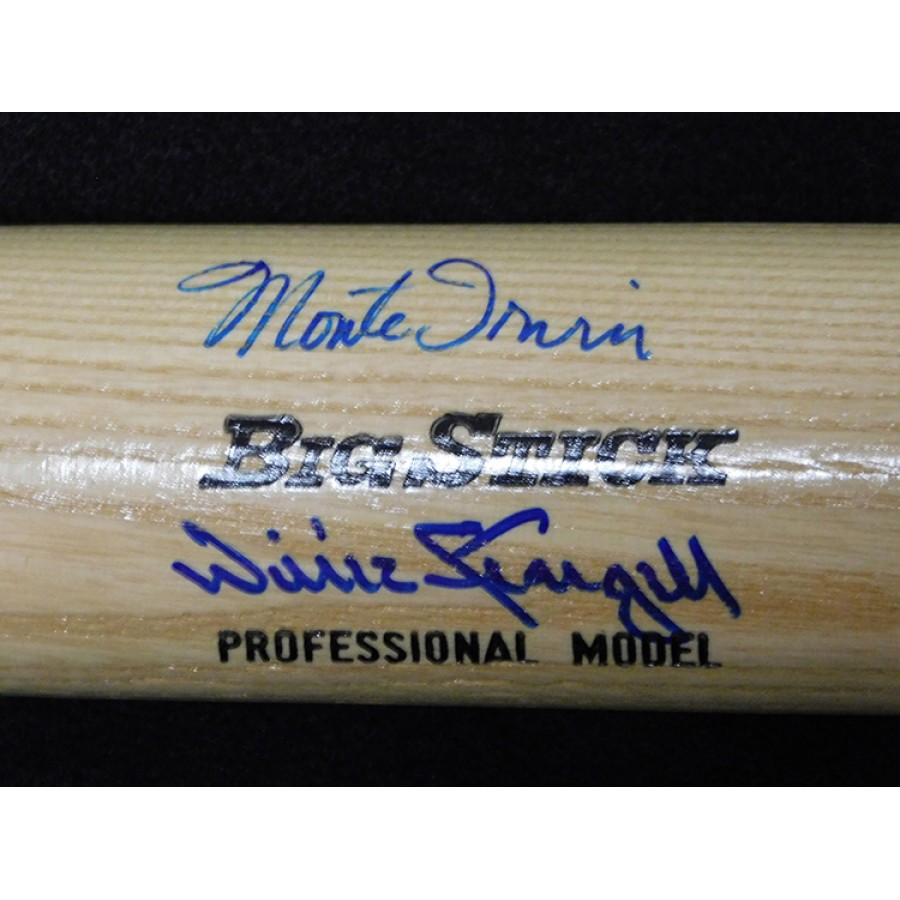 Monte Irvin
BIG STICK
Willie Stargell
PROFESSIONAL MODEL